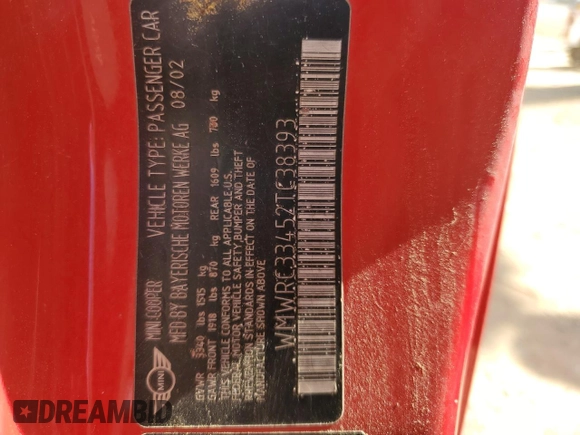 MINI COOPER VEHICLE TYPE: PASSENGER CAR
MFD BY BAYERISCHE MOTOREN WERKE AG 08/02
GVWR 3340 lbs 1515 kg
GAWR FRONT 1918 lbs 870 kg REAR 1609 lbs 780 kg
THIS VEHICLE CONFORMS TO ALL APPLICABLE U.S.
FEDERAL MOTOR VEHICLE SAFETY, BUMPER AND THEFT
PREVENTION STANDARDS IN EFFECT ON THE DATE OF
MANUFACTURE SHOWN ABOVE
WMWRC33452TC38393
MINI
DREAMBID